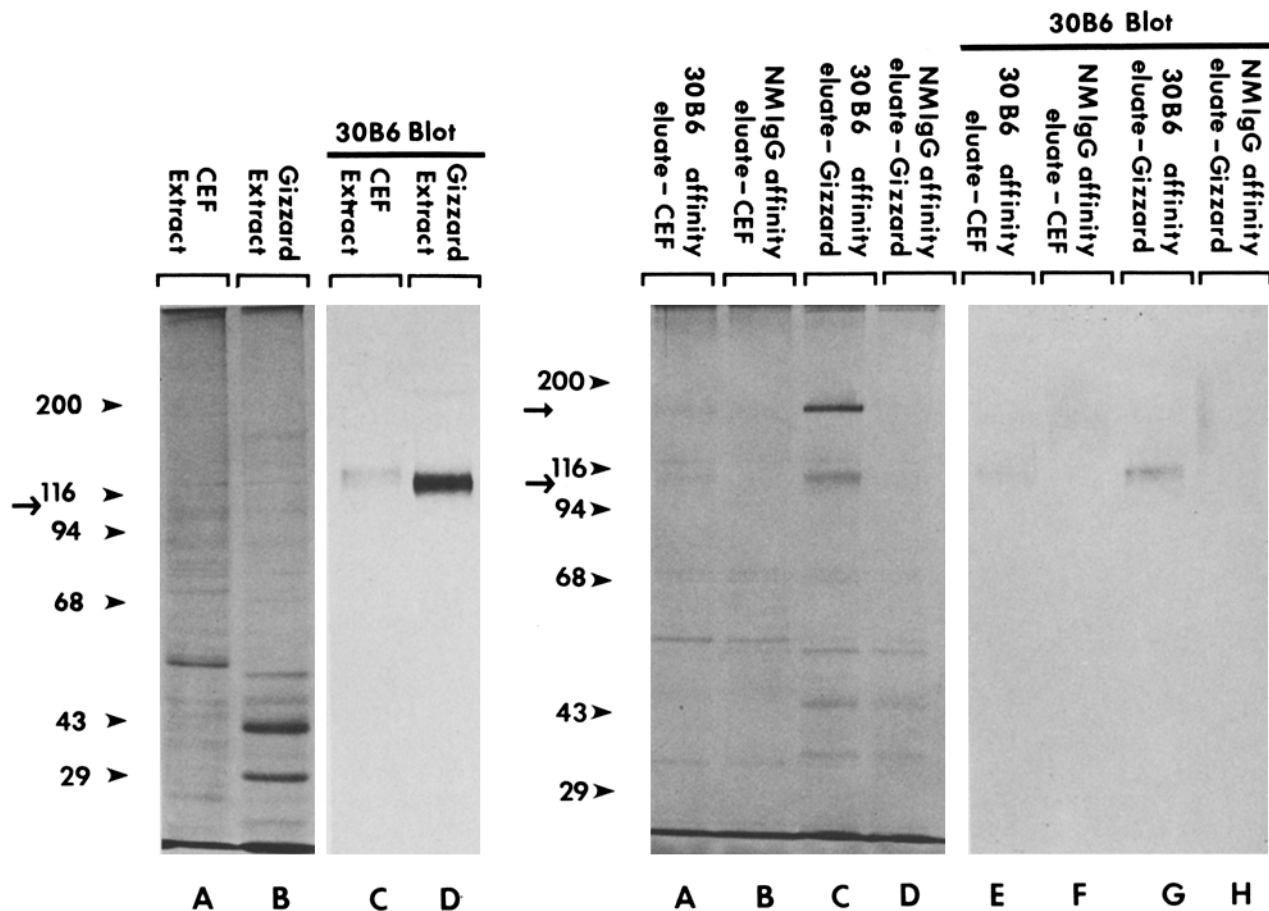 30B6 Blot
CEF
Extract
Gizzard
Extract
CEF
Extract
Gizzard
Extract
200
116
94
68
43
29
A B C D
30B6 Blot
30B6 affinity
eluate-CEF
NMIgG affinity
eluate-CEF
30B6 affinity
eluate-Gizzard
NMIgG affinity
eluate-Gizzard
30B6 affinity
eluate-CEF
NMIgG affinity
eluate-CEF
30B6 affinity
eluate-Gizzard
NMIgG affinity
eluate-Gizzard
200
116
94
68
43
29
A B C D E F G H